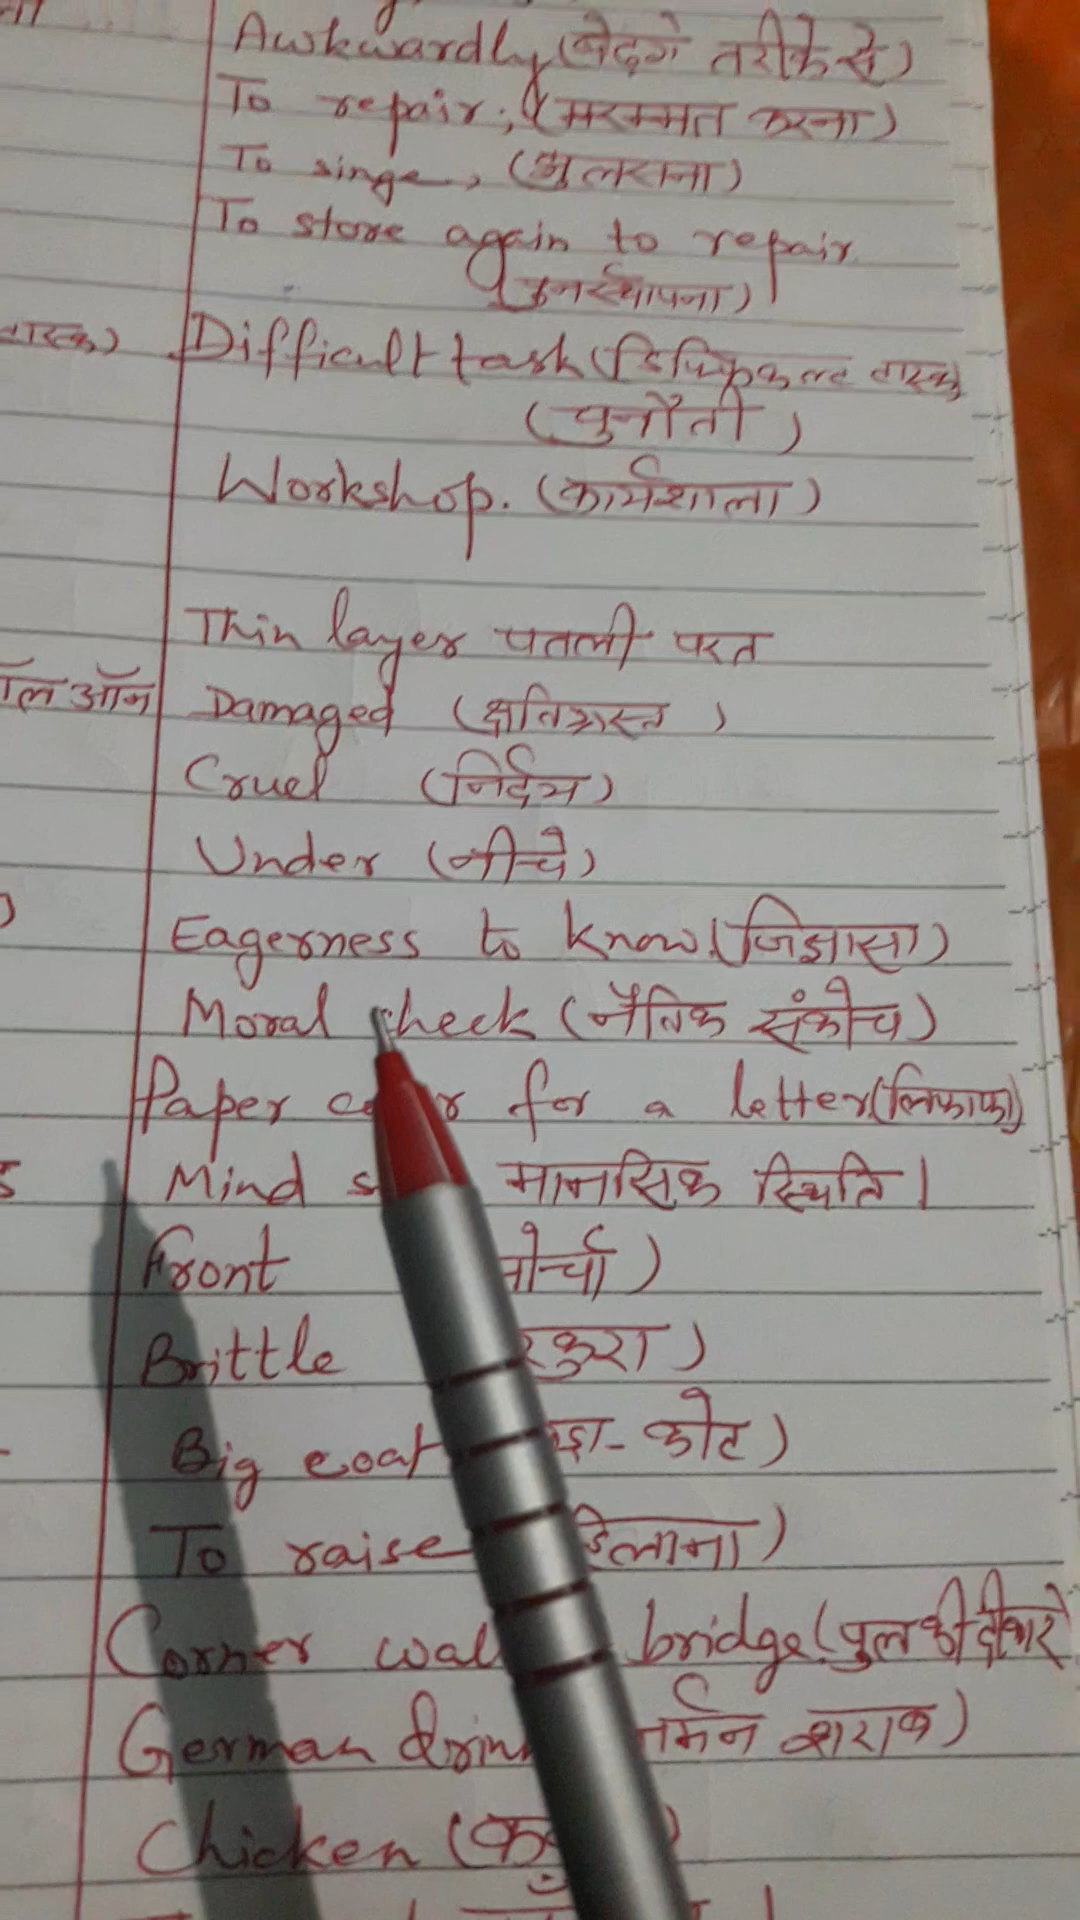 Awkwardly (बेढंगे तरीके से)
To repair, (मरम्मत करना)
To singe, (झुलसना)
To store again to repair
(पुनर्स्थापना)
तास्क) Difficult task (डिफिकल्ट तास्क
(चुनौती)
Workshop. (कार्यशाला)
Thin layer पतली परत
ऑन Damaged (क्षतिग्रस्त)
Cruel (निर्दय)
Under (नीचे)
Eagerness to know (जिज्ञासा)
Moral check (नैतिक संकोच)
Paper for a letter (लिफाफा)
Mind मानसिक स्थिति।
Front
Brittle
Big coat कोट)
To raise
Corner bridge (पुल की दीवार
German शराब)
Chicken